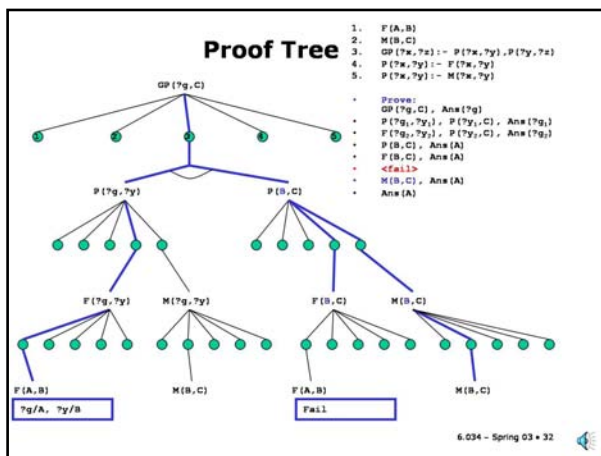 Proof Tree
1. F(A,B)
2. M(B,C)
3. GP(?x,?z):- P(?x,?y),P(?y,?z)
4. P(?x,?y):- F(?x,?y)
5. P(?x,?y):- M(?x,?y)
• Prove:
GP(?g,C), Ans(?g)
• P(?g₁,?y₁), P(?y₁,C), Ans(?g₁)
• F(?g₂,?y₂), P(?y₂,C), Ans(?g₂)
• P(B,C), Ans(A)
• F(B,C), Ans(A)
• <fail>
• M(B,C), Ans(A)
• Ans(A)
GP(?g,C)
1 2 3 4 5
P(?g,?y) P(B,C)
F(?g,?y) M(?g,?y) F(B,C) M(B,C)
F(A,B) M(B,C) F(A,B) M(B,C)
?g/A, ?y/B Fail
6.034 - Spring 03 • 32